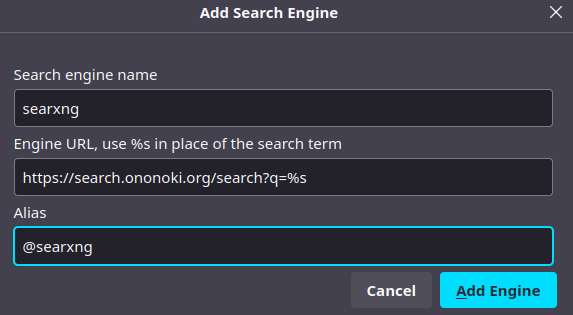 Add Search Engine
Search engine name
searxng
Engine URL, use %s in place of the search term
https://search.ononoki.org/search?q=%s
Alias
@searxng
Cancel
Add Engine